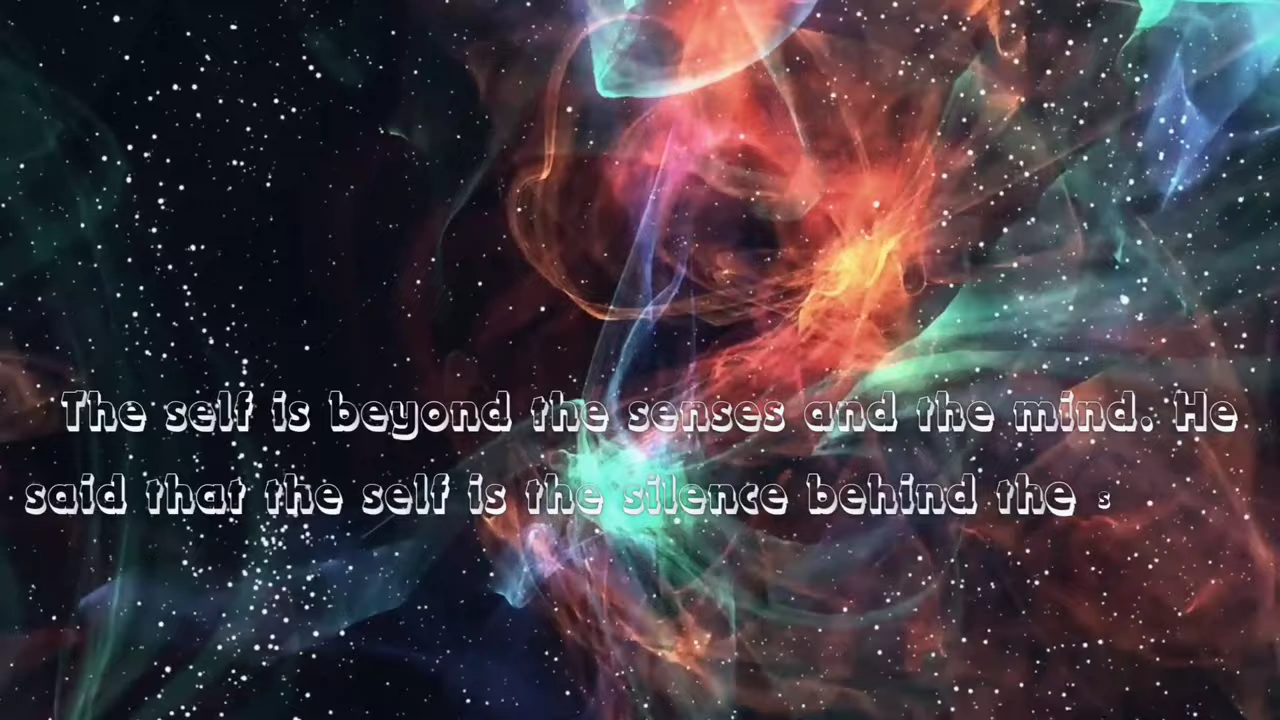 The self is beyond the senses and the mind. He
said that the self is the silence behind the s